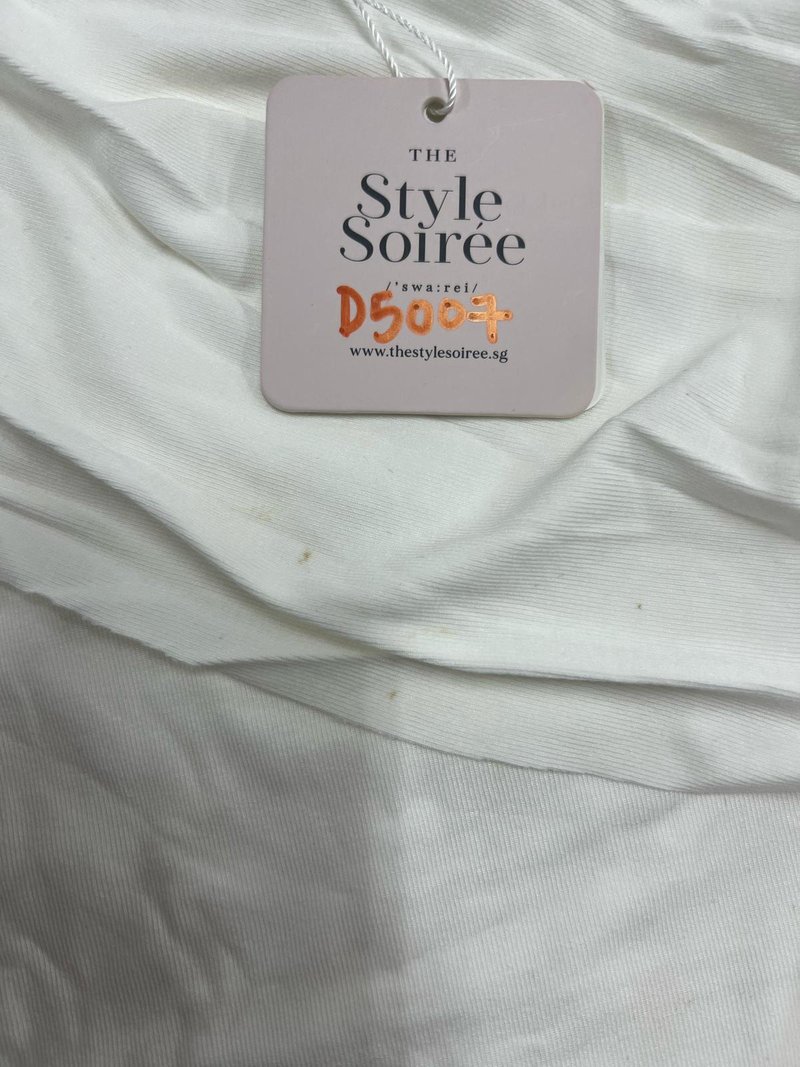 THE
Style
Soirée
/'swa:rei/
D5007
www.thestylesoiree.sg